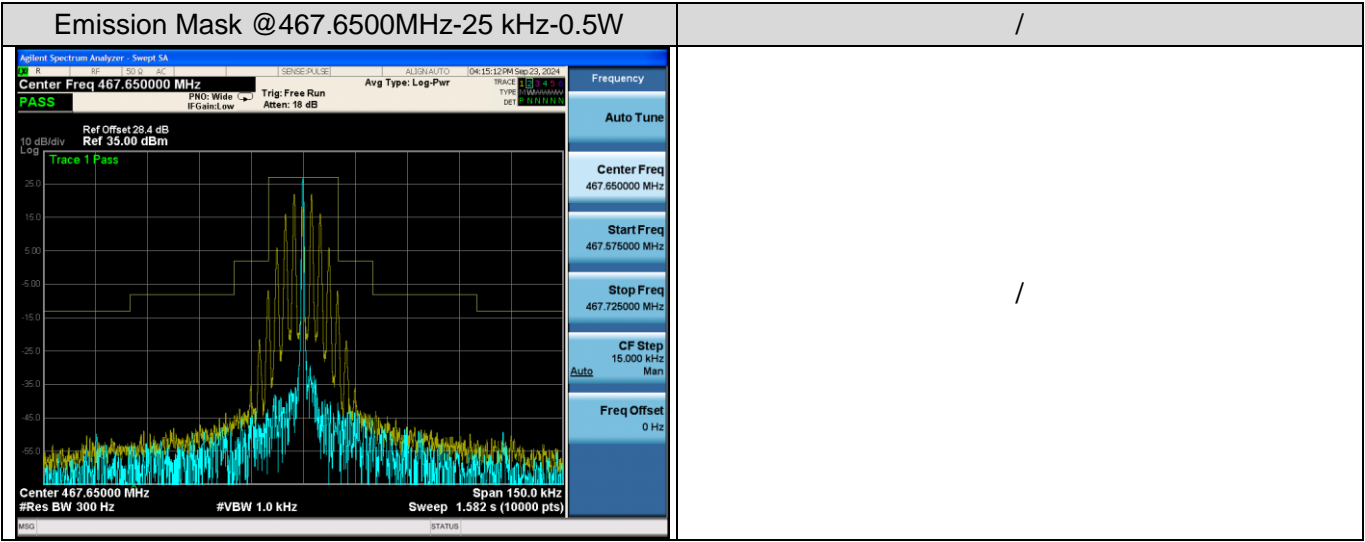 Emission Mask @467.6500MHz-25 kHz-0.5W
/
Agilent Spectrum Analyzer - Swept SA
R RF 50 Ω AC SENSE:PULSE ALIGN AUTO 04:15:12 PM Sep 23, 2024
Center Freq 467.650000 MHz
PNO: Wide
IFGain:Low
Trig: Free Run
Atten: 18 dB
Avg Type: Log-Pwr
TRACE 1 2 3 4 5 6
TYPE
DET P N N N N N
PASS
Ref Offset 28.4 dB
10 dB/div Ref 35.00 dBm
Log
Trace 1 Pass
25.0
15.0
5.00
-5.00
-15.0
-25.0
-35.0
-45.0
-55.0
Center 467.65000 MHz Span 150.0 kHz
#Res BW 300 Hz #VBW 1.0 kHz Sweep 1.582 s (10000 pts)
MSG STATUS
Frequency
Auto Tune
Center Freq
467.650000 MHz
Start Freq
467.575000 MHz
Stop Freq
467.725000 MHz
CF Step
15.000 kHz
Auto Man
Freq Offset
0 Hz
/